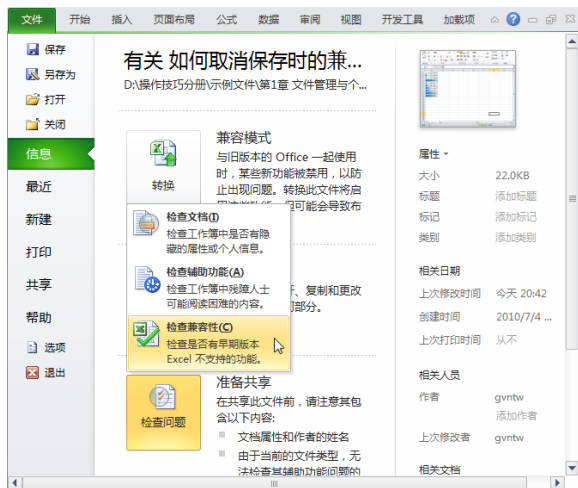 文件 开始 插入 页面布局 公式 数据 审阅 视图 开发工具 加载项
保存
另存为
打开
关闭
信息
最近
新建
打印
共享
帮助
选项
退出
有关 如何取消保存时的兼...
D:\操作技巧分册\示例文件\第1章 文件管理与个...
转换
兼容模式
与旧版本的 Office 一起使用
时，某些新功能被禁用，以防
止出现问题。转换此文件将启
但可能会导致布
检查文档(I)
检查工作簿中是否有隐
藏的属性或个人信息。
检查辅助功能(A)
检查工作簿中残障人士
可能阅读困难的内容。
检查兼容性(C)
检查是否有早期版本
Excel 不支持的功能。
、复制和更改
部分。
检查问题
准备共享
在共享此文件前，请注意其包
含以下内容:
文档属性和作者的姓名
由于当前的文件类型，无
法检查其辅助功能问题的
属性
大小 22.0KB
标题 添加标题
标记 添加标记
类别 添加类别
相关日期
上次修改时间 今天 20:42
创建时间 2010/7/4 ...
上次打印时间 从不
相关人员
作者 gvntw
添加作者
上次修改者 gvntw
相关文档